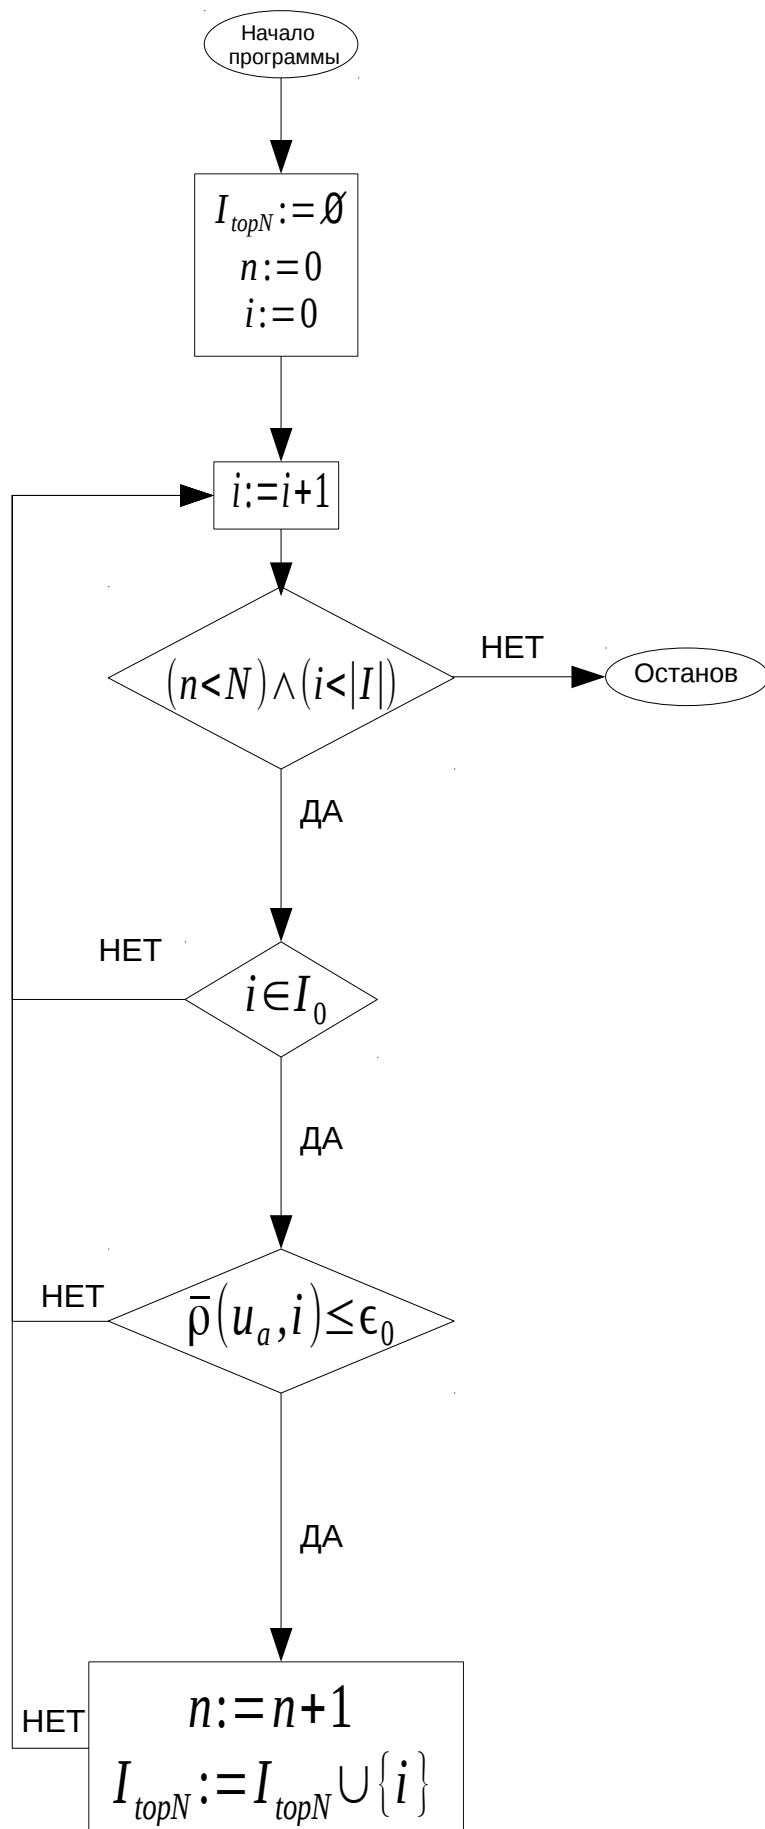 Начало
программы
I_topN:=∅
n:=0
i:=0
i:=i+1
(n<N)∧(i<|I|)
НЕТ
Останов
ДА
НЕТ
i∈I_0
ДА
НЕТ
ρ̄(u_a,i)≤ϵ_0
ДА
n:=n+1
НЕТ
I_topN:=I_topN∪{i}